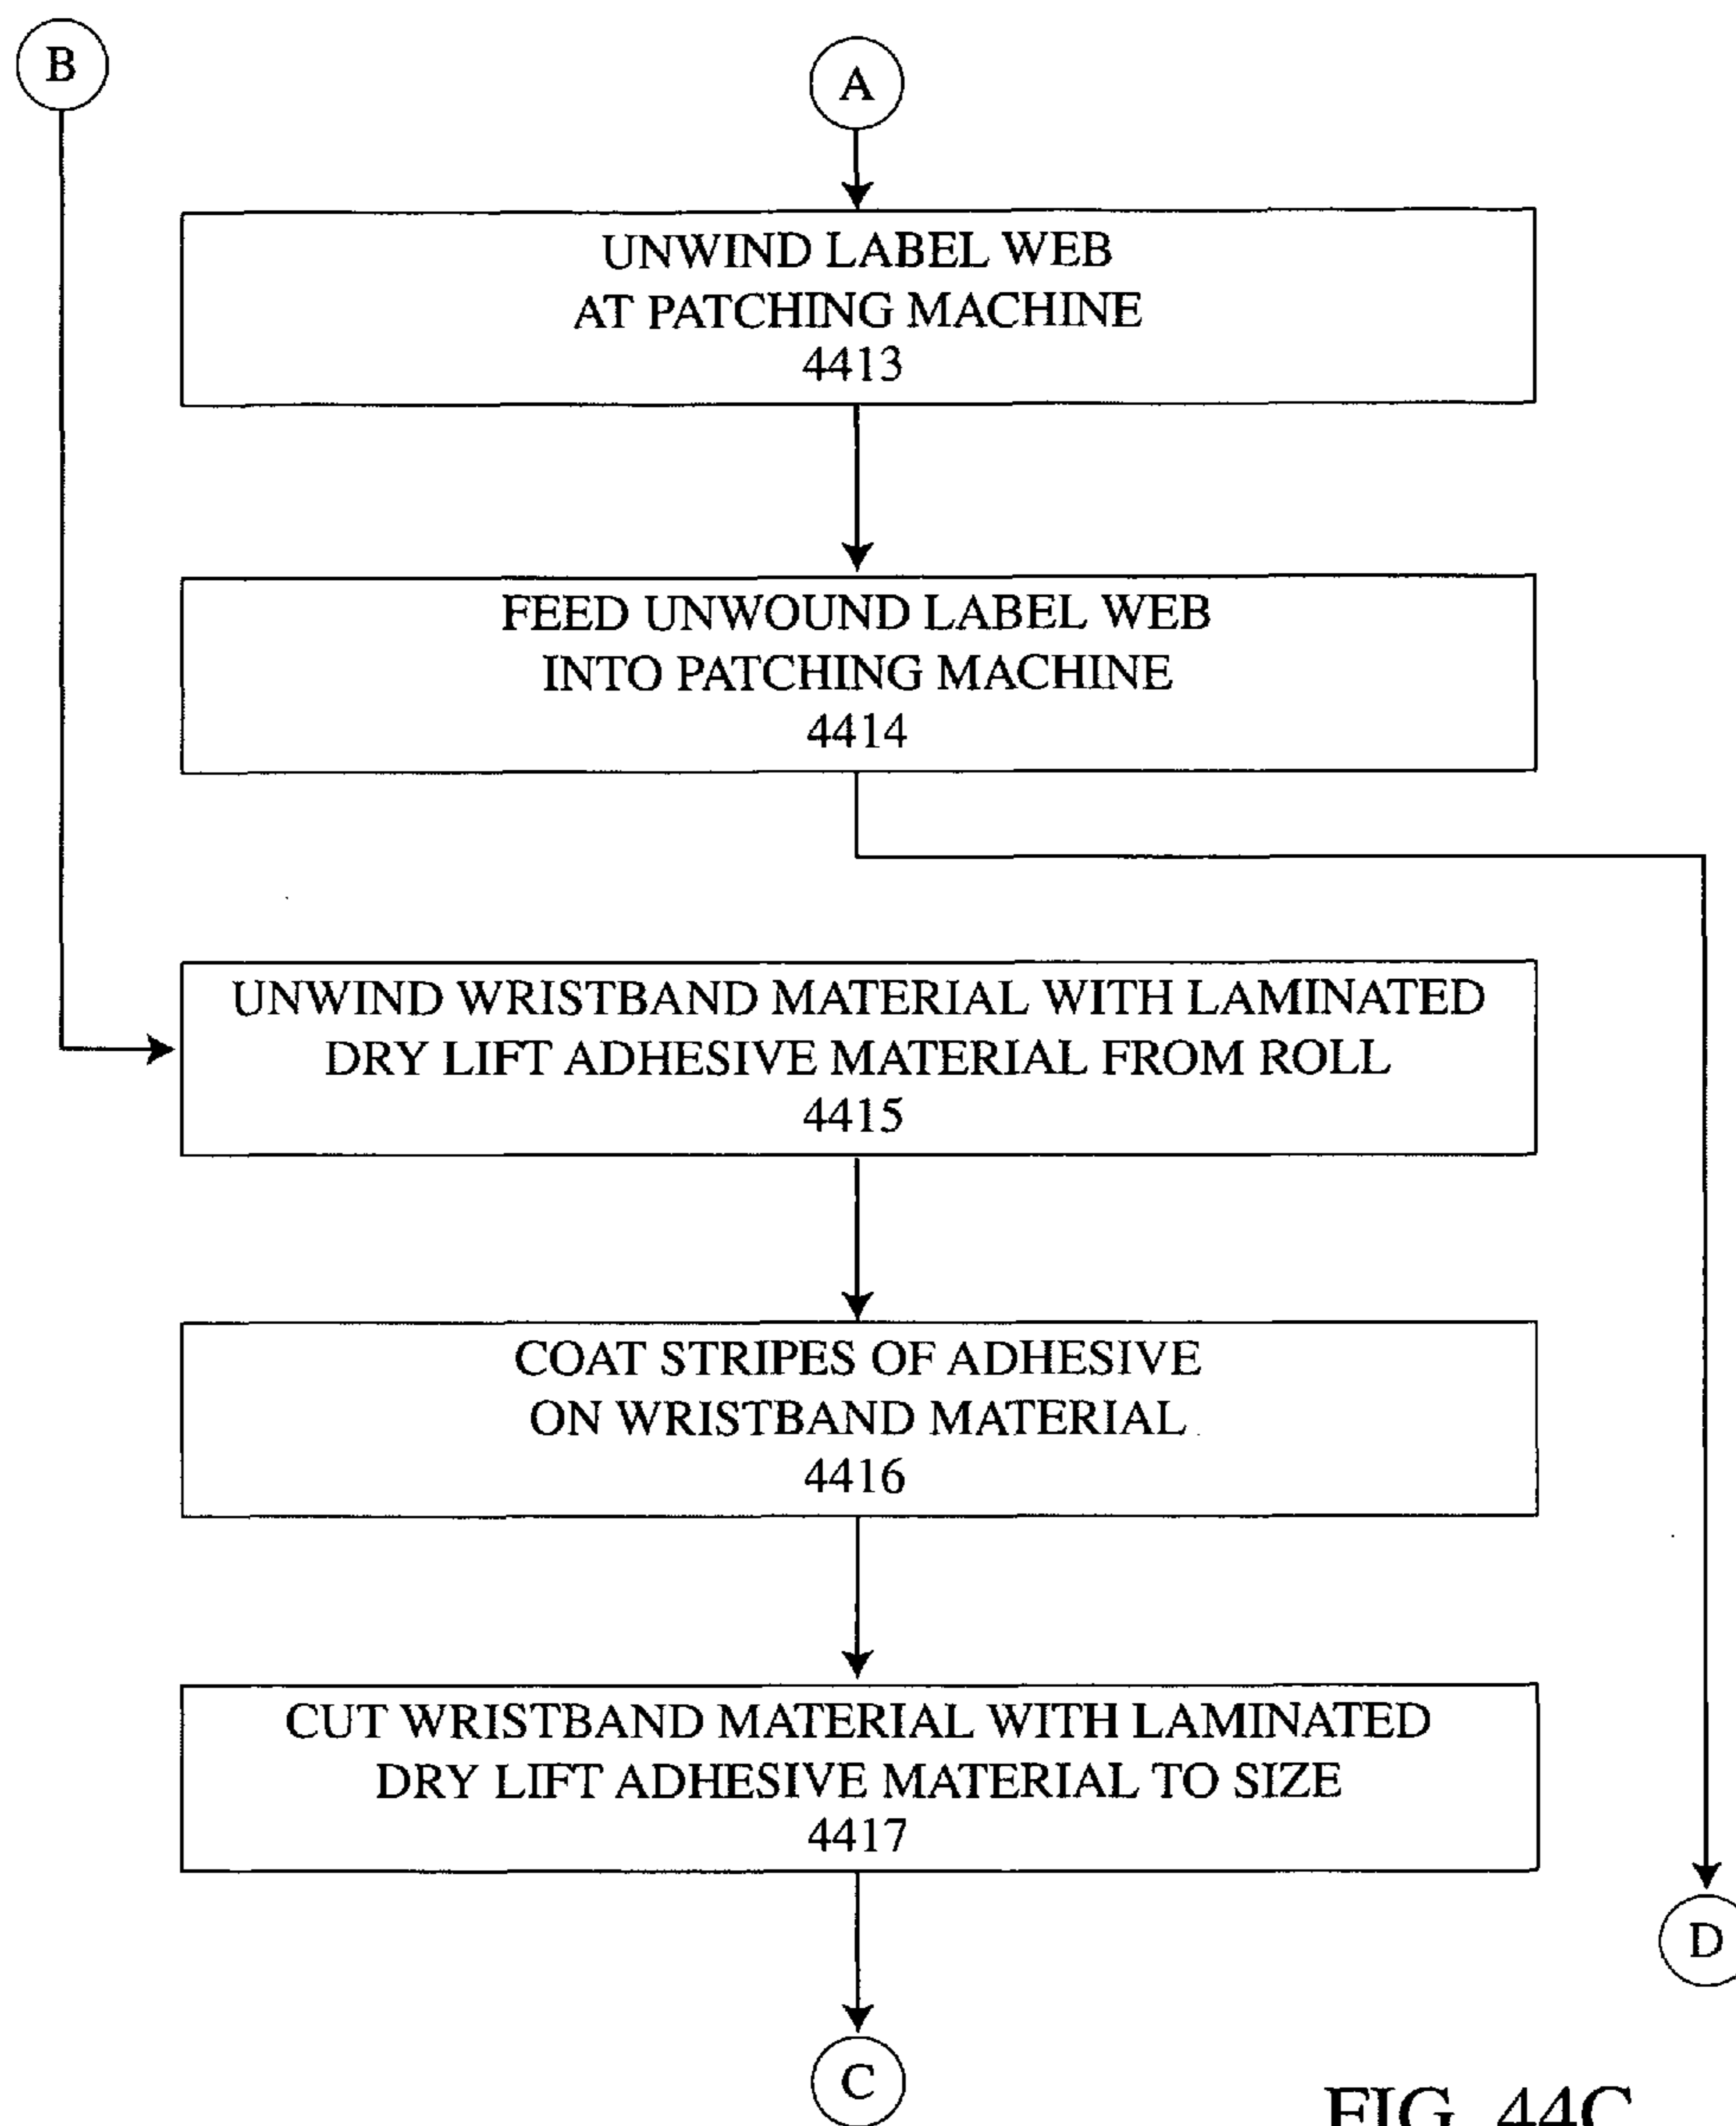 B
A
UNWIND LABEL WEB
AT PATCHING MACHINE
4413
FEED UNWOUND LABEL WEB
INTO PATCHING MACHINE
4414
UNWIND WRISTBAND MATERIAL WITH LAMINATED
DRY LIFT ADHESIVE MATERIAL FROM ROLL
4415
COAT STRIPES OF ADHESIVE
ON WRISTBAND MATERIAL
4416
CUT WRISTBAND MATERIAL WITH LAMINATED
DRY LIFT ADHESIVE MATERIAL TO SIZE
4417
D
C
FIG. 44C